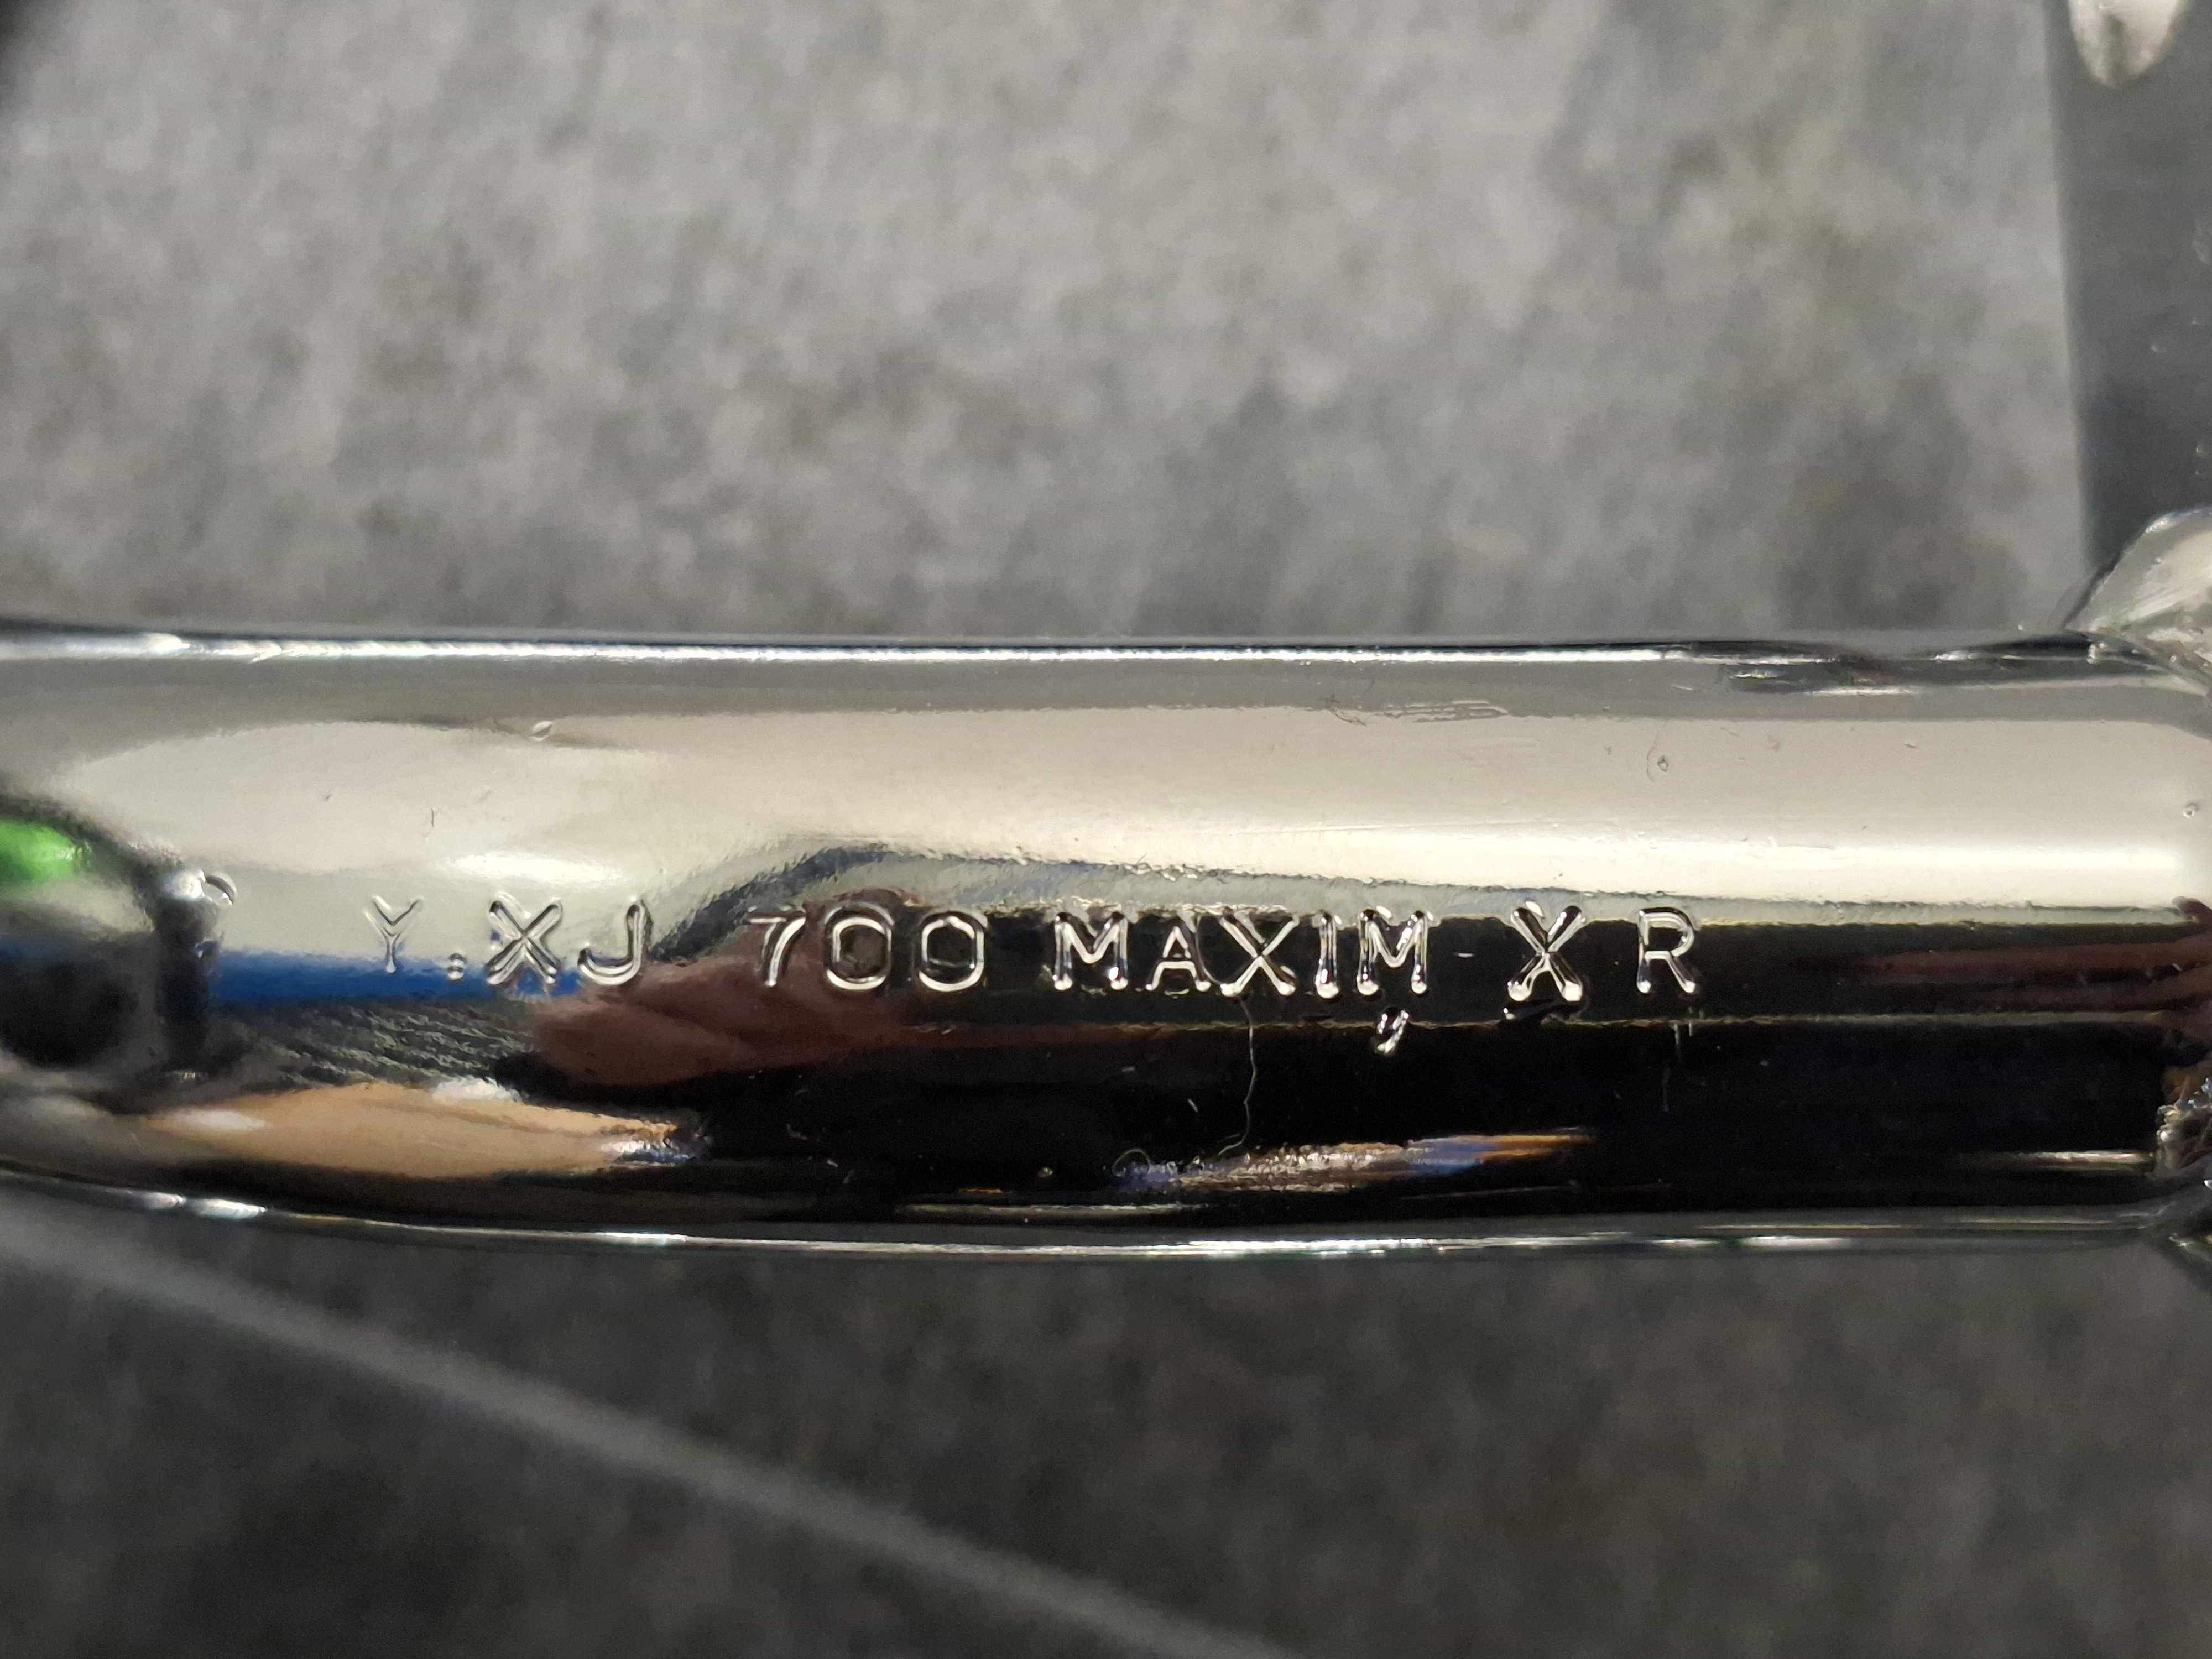 Y.XJ 700 MAXIM X R